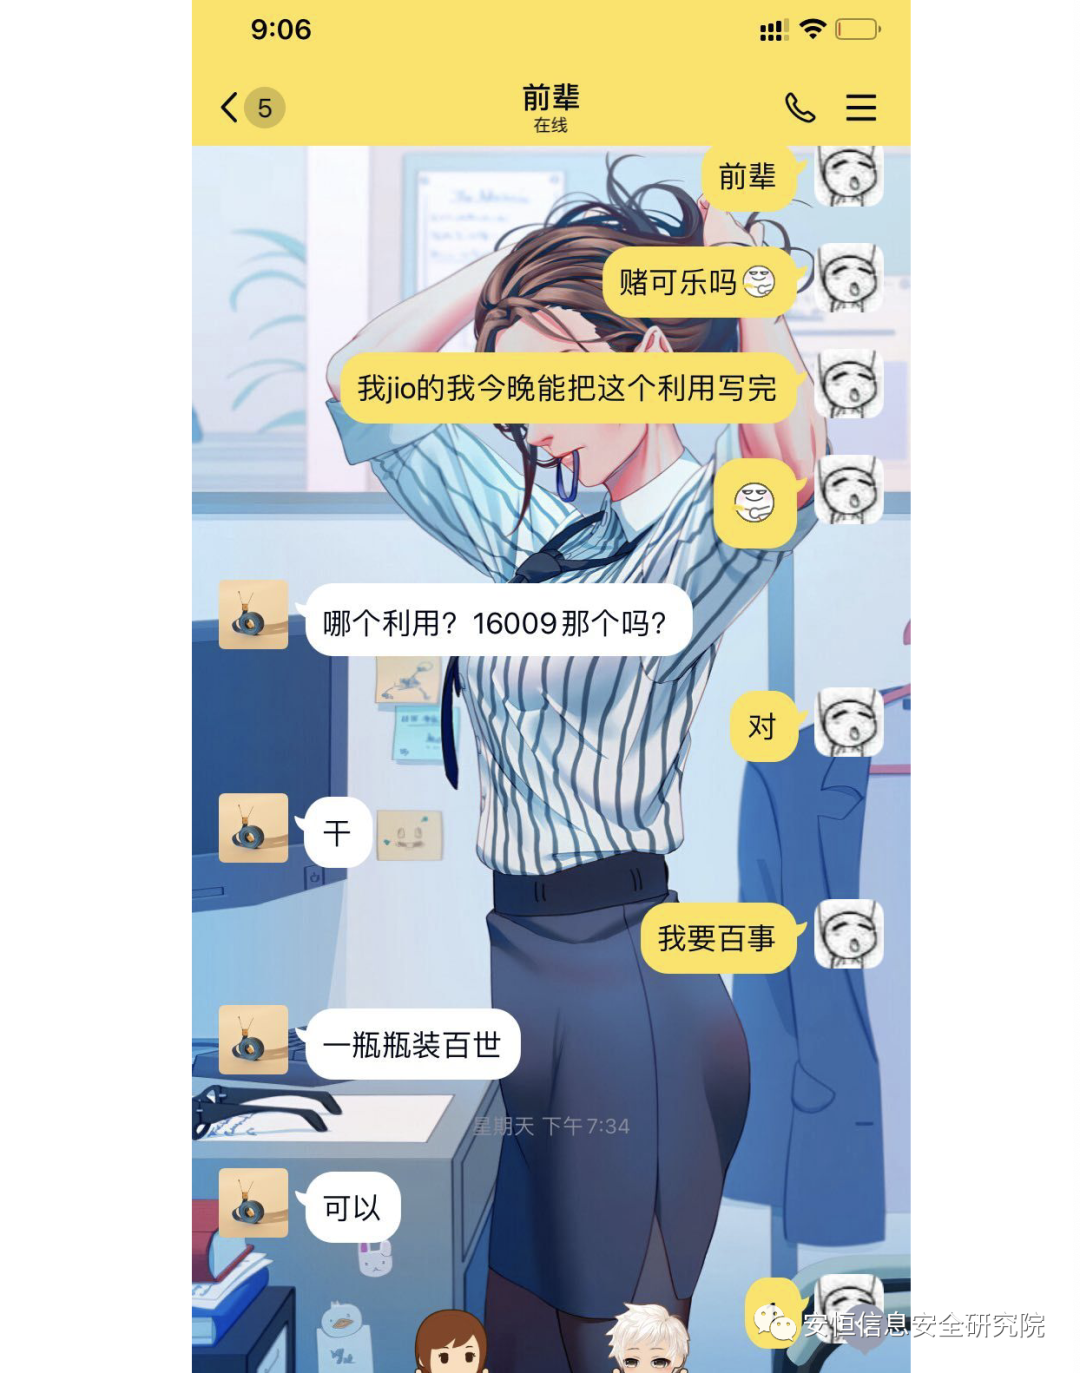 9:06
5
前辈
在线
前辈
赌可乐吗
我jio的我今晚能把这个利用写完
哪个利用？16009那个吗？
对
干
我要百事
一瓶瓶装百世
星期天 下午7:34
可以
安恒信息安全研究院